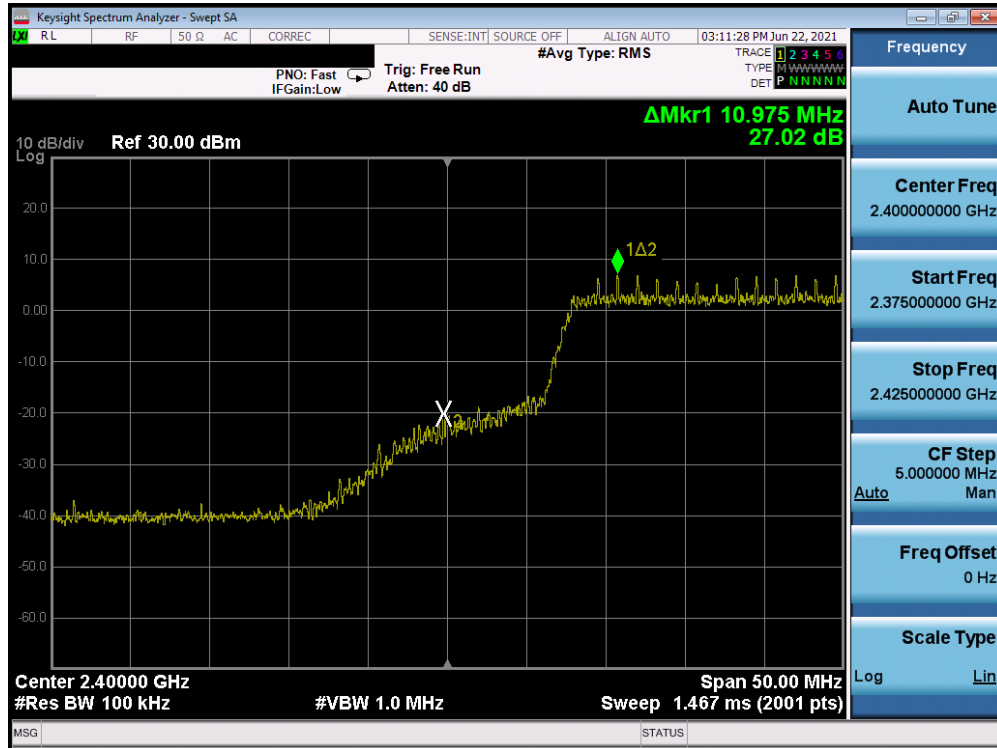 Keysight Spectrum Analyzer - Swept SA
LXI RL RF 50 Ω AC CORREC SENSE:INT SOURCE OFF ALIGN AUTO 03:11:28 PM Jun 22, 2021
#Avg Type: RMS
TRACE 1 2 3 4 5 6
TYPE M W W W W W
DET P N N N N N
PNO: Fast
IFGain:Low
Trig: Free Run
Atten: 40 dB
ΔMkr1 10.975 MHz
27.02 dB
10 dB/div Ref 30.00 dBm
Log
20.0
10.0
0.00
-10.0
-20.0
-30.0
-40.0
-50.0
-60.0
1Δ2
X2
Center 2.40000 GHz
Span 50.00 MHz
#Res BW 100 kHz
#VBW 1.0 MHz
Sweep 1.467 ms (2001 pts)
MSG
STATUS
Frequency
Auto Tune
Center Freq
2.400000000 GHz
Start Freq
2.375000000 GHz
Stop Freq
2.425000000 GHz
CF Step
5.000000 MHz
Auto Man
Freq Offset
0 Hz
Scale Type
Log Lin